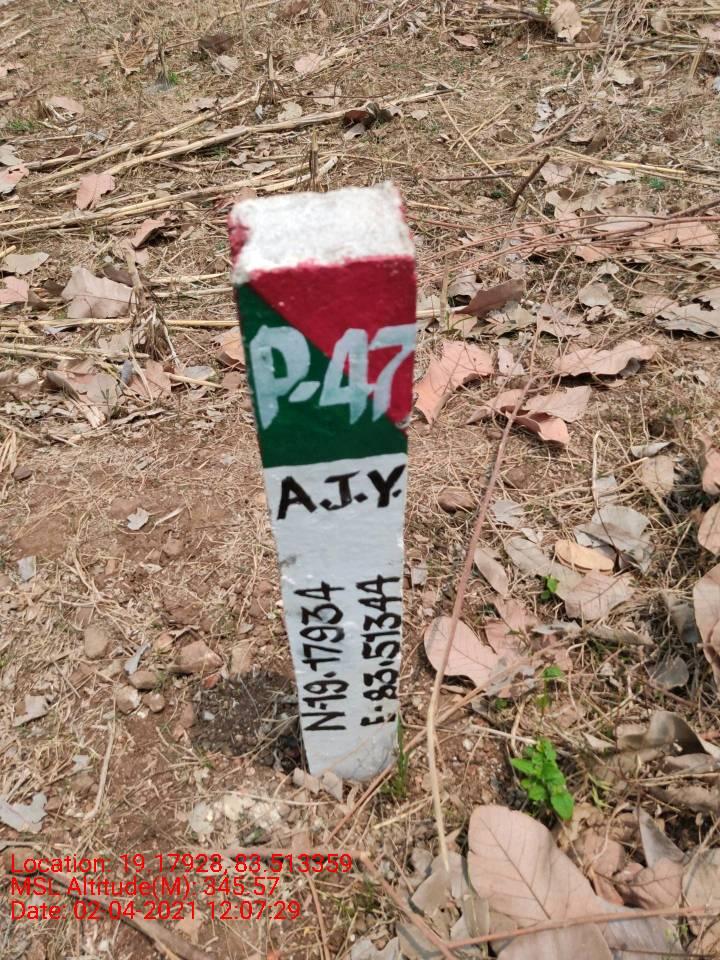 P-47
A.J.Y.
N-19.17934
E-83.51344
Location: 19.17928, 83.513359
MSL Altitude(M): 345.57
Date: 02-04-2021 12:07:29